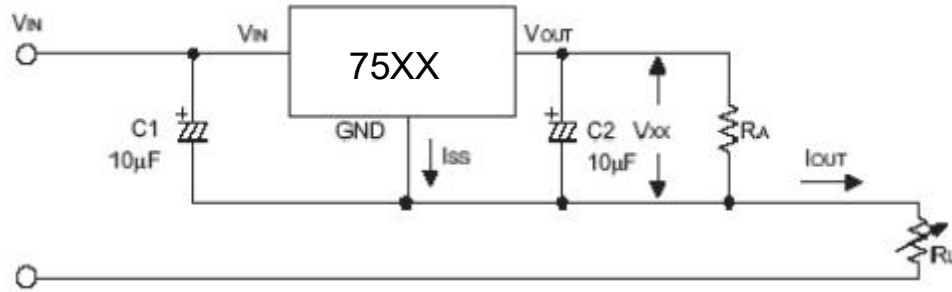 VIN
VIN
VOUT
75XX
GND
C1
10µF
ISS
C2
10µF
VXX
RA
IOUT
RL